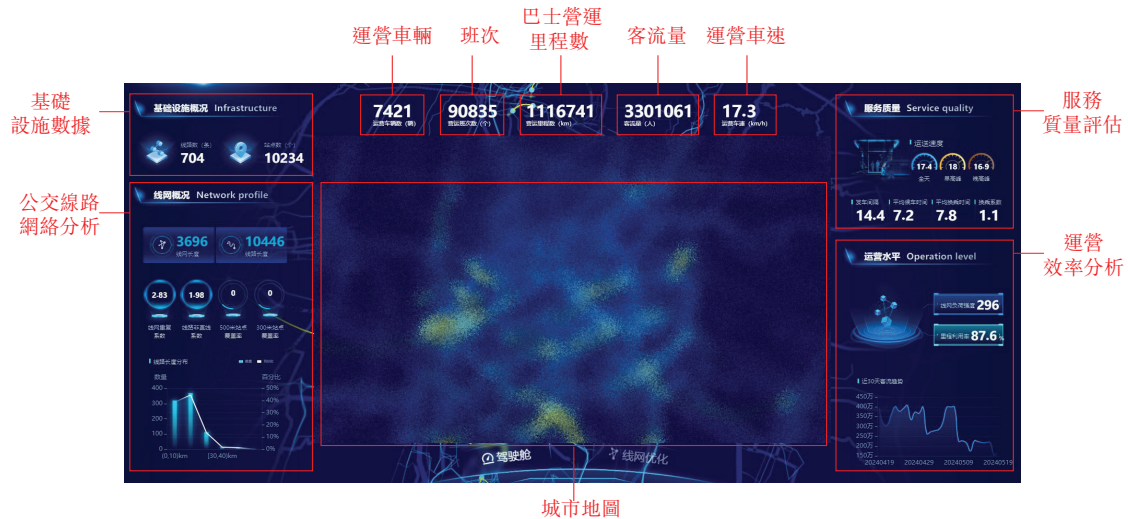 運營車輛
班次
巴士營運
里程數
客流量
運營車速
基礎
設施數據
公交線路
網絡分析
服務
質量評估
運營
效率分析
城市地圖
7421
运营车辆数（辆）
90835
营运班次数（个）
1116741
营运里程数（km）
3301061
客流量（人）
17.3
运营车速（km/h）
基础设施概况 Infrastructure
线路数（条）
704
站点数（个）
10234
线网概况 Network profile
3696
线网长度
10446
线路长度
2.83
1.98
0
0
线网重复
系数
线路非直线
系数
500米站点
覆盖率
300米站点
覆盖率
线路长度分布
数量
百分比
400
300
200
100
0
50%
40%
30%
20%
10%
0%
(0,10)km
[30,40)km
服务质量 Service quality
运送速度
17.4
18
16.9
全天
早高峰
晚高峰
发车间隔
平均候车时间
平均换乘时间
换乘系数
14.4
7.2
7.8
1.1
运营水平 Operation level
线网负荷强度 296
里程利用率 87.6 %
近30天客流趋势
450万
400万
350万
300万
250万
200万
150万
20240419
20240429
20240509
20240519
驾驶舱
线网优化